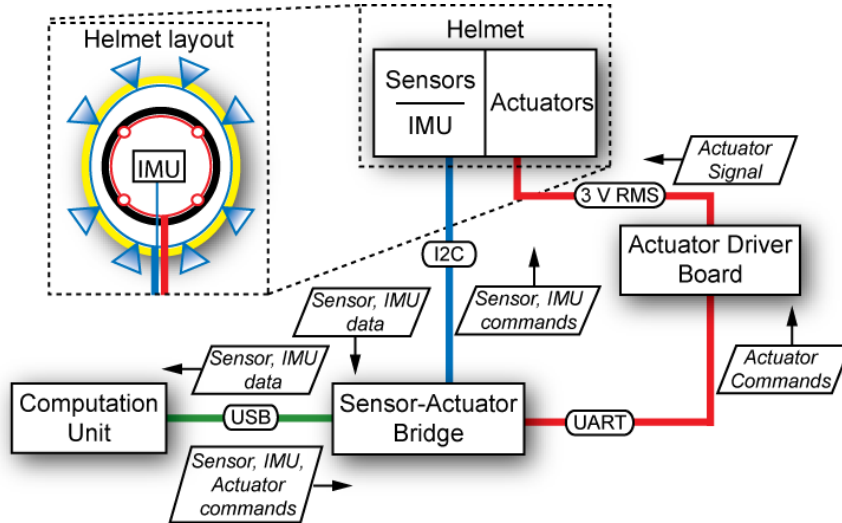 Helmet layout
IMU
Helmet
Sensors
IMU
Actuators
Actuator
Signal
3 V RMS
I2C
Actuator Driver
Board
Sensor, IMU
data
Sensor, IMU
commands
Actuator
Commands
Sensor, IMU
data
Computation
Unit
USB
Sensor-Actuator
Bridge
UART
Sensor, IMU,
Actuator
commands